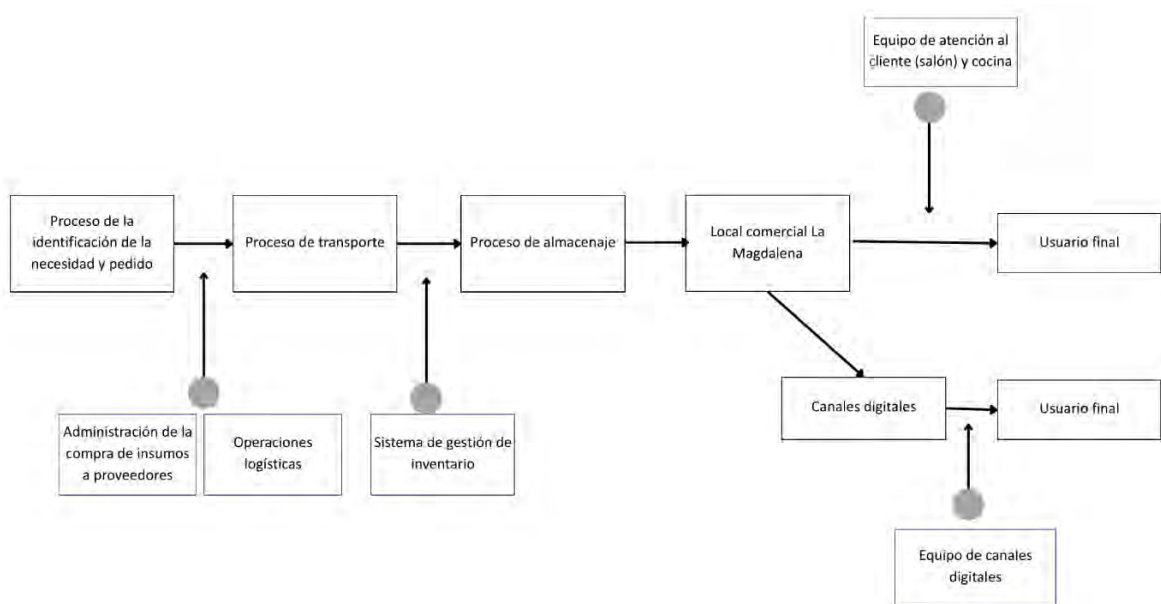 Equipo de atención al
cliente (salón) y cocina
Proceso de la
identificación de la
necesidad y pedido
Proceso de transporte
Proceso de almacenaje
Local comercial La
Magdalena
Usuario final
Canales digitales
Usuario final
Administración de la
compra de insumos
a proveedores
Operaciones
logísticas
Sistema de gestión de
inventario
Equipo de canales
digitales